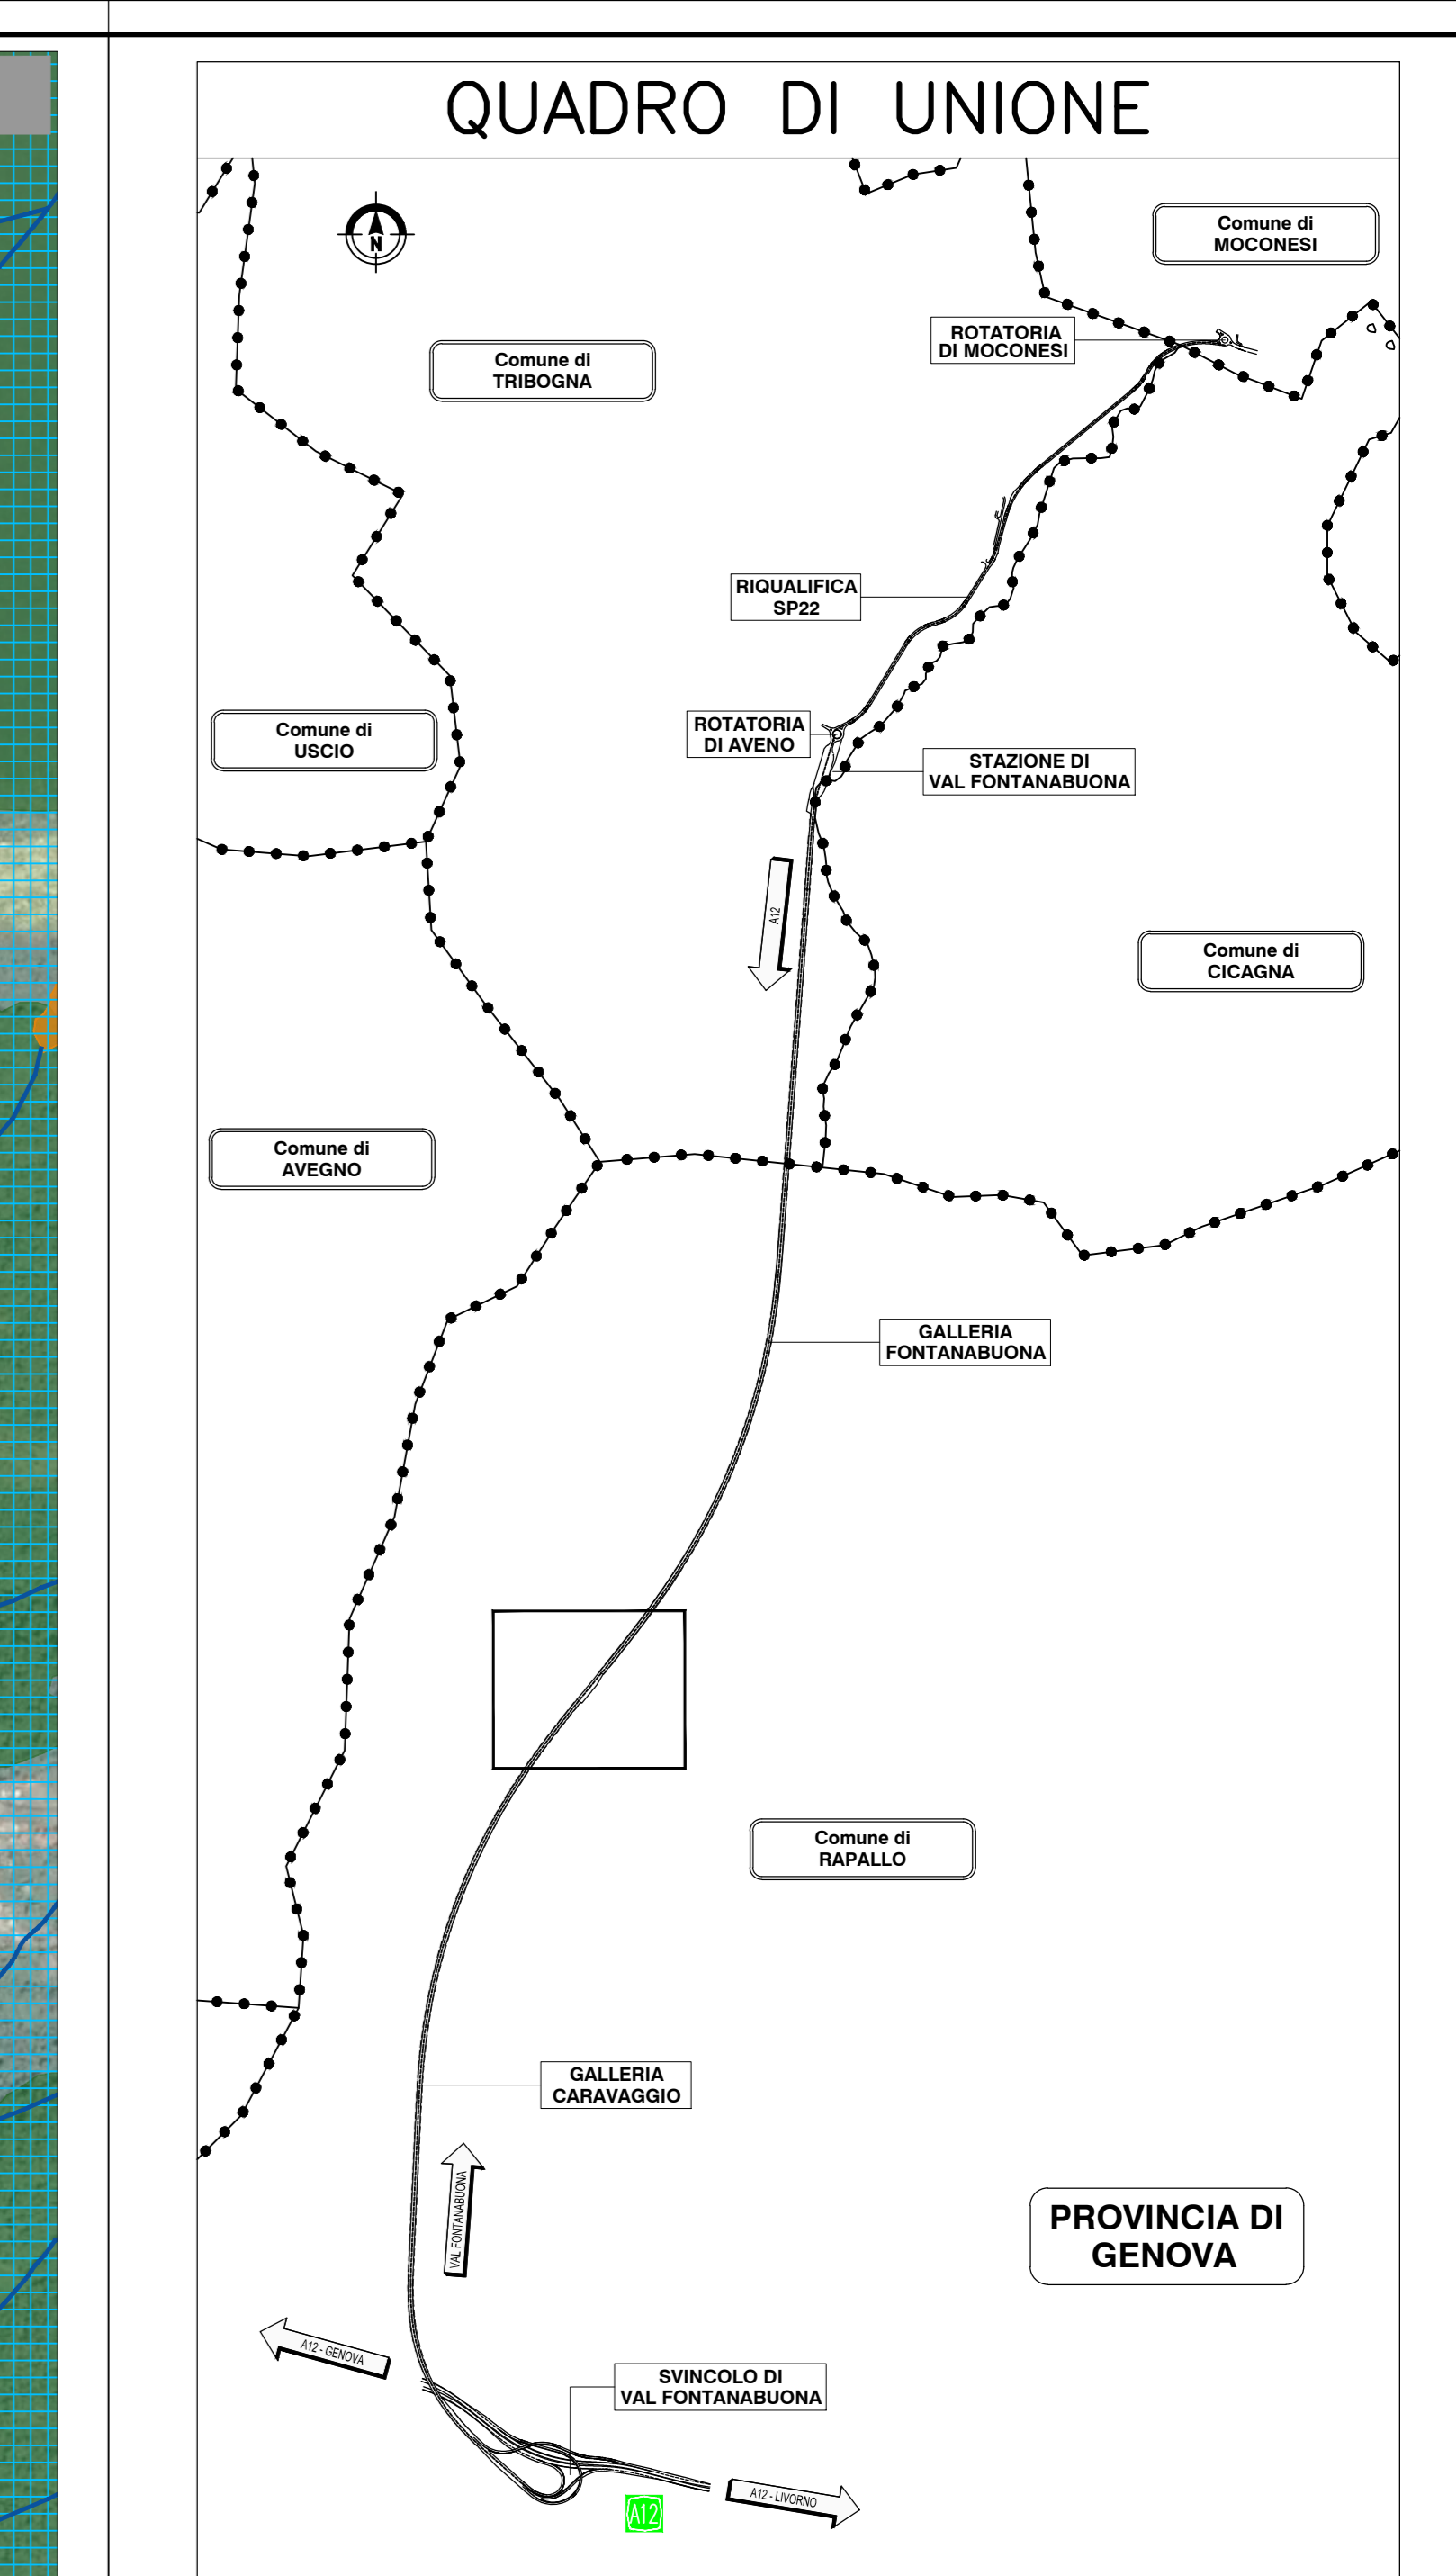 QUADRO DI UNIONE
Comune di
MOCONESI
N
ROTATORIA
DI MOCONESI
Comune di
TRIBOGNA
RIQUALIFICA
SP22
ROTATORIA
DI AVENO
Comune di
USCIO
STAZIONE DI
VAL FONTANABUONA
A12
Comune di
CICAGNA
Comune di
AVEGNO
GALLERIA
FONTANABUONA
Comune di
RAPALLO
GALLERIA
CARAVAGGIO
VAL FONTANABUONA
PROVINCIA DI
GENOVA
A12 - GENOVA
SVINCOLO DI
VAL FONTANABUONA
A12 - LIVORNO
A12